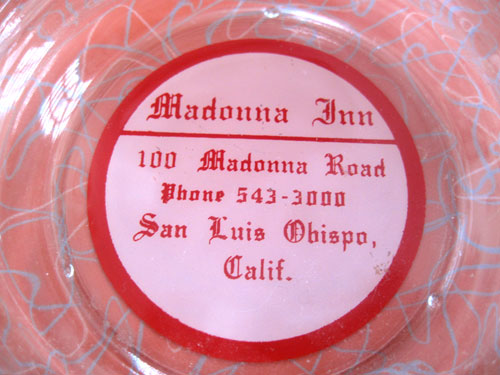 Madonna Inn
100 Madonna Road
Phone 543-3000
San Luis Obispo,
Calif.